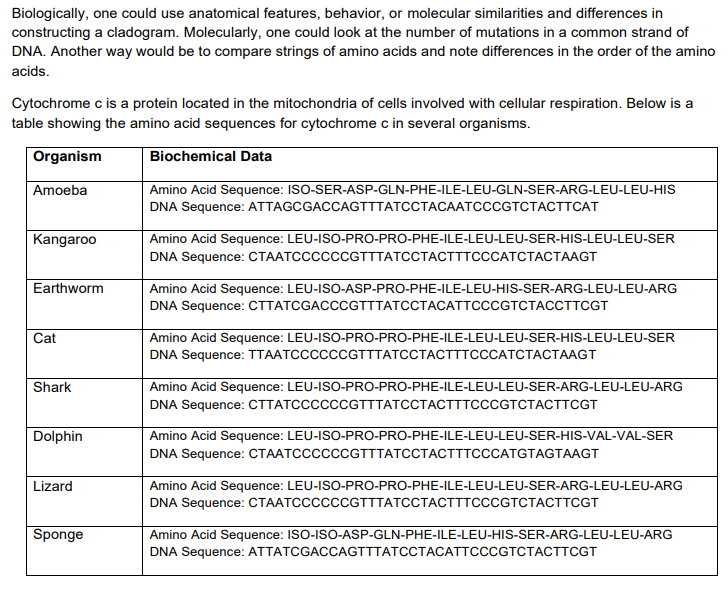 Biologically, one could use anatomical features, behavior, or molecular similarities and differences in
constructing a cladogram. Molecularly, one could look at the number of mutations in a common strand of
DNA. Another way would be to compare strings of amino acids and note differences in the order of the amino
acids.
Cytochrome c is a protein located in the mitochondria of cells involved with cellular respiration. Below is a
table showing the amino acid sequences for cytochrome c in several organisms.
Organism Biochemical Data
Amoeba Amino Acid Sequence: ISO-SER-ASP-GLN-PHE-ILE-LEU-GLN-SER-ARG-LEU-LEU-HIS
DNA Sequence: ATTAGCGACCAGTTTATCCTACAATCCCGTCTACTTCAT
Kangaroo Amino Acid Sequence: LEU-ISO-PRO-PRO-PHE-ILE-LEU-LEU-SER-HIS-LEU-LEU-SER
DNA Sequence: CTAATCCCCCCGTTTATCCTACTTTCCCATCTACTAAGT
Earthworm Amino Acid Sequence: LEU-ISO-ASP-PRO-PHE-ILE-LEU-HIS-SER-ARG-LEU-LEU-ARG
DNA Sequence: CTTATCGACCCGTTTATCCTACATTCCCGTCTACCTTCGT
Cat Amino Acid Sequence: LEU-ISO-PRO-PRO-PHE-ILE-LEU-LEU-SER-HIS-LEU-LEU-SER
DNA Sequence: TTAATCCCCCCGTTTATCCTACTTTCCCATCTACTAAGT
Shark Amino Acid Sequence: LEU-ISO-PRO-PRO-PHE-ILE-LEU-LEU-SER-ARG-LEU-LEU-ARG
DNA Sequence: CTTATCCCCCCGTTTATCCTACTTTCCCGTCTACTTCGT
Dolphin Amino Acid Sequence: LEU-ISO-PRO-PRO-PHE-ILE-LEU-LEU-SER-HIS-VAL-VAL-SER
DNA Sequence: CTAATCCCCCCGTTTATCCTACTTTCCCATGTAGTAAGT
Lizard Amino Acid Sequence: LEU-ISO-PRO-PRO-PHE-ILE-LEU-LEU-SER-ARG-LEU-LEU-ARG
DNA Sequence: CTAATCCCCCCGTTTATCCTACTTTCCCGTCTACTTCGT
Sponge Amino Acid Sequence: ISO-ISO-ASP-GLN-PHE-ILE-LEU-HIS-SER-ARG-LEU-LEU-ARG
DNA Sequence: ATTATCGACCAGTTTATCCTACATTCCCGTCTACTTCGT